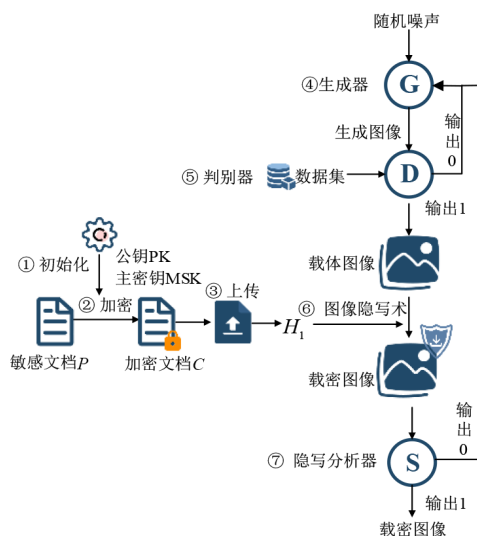 随机噪声
④生成器
G
生成图像
输出0
⑤ 判别器
数据集
D
输出1
载体图像
① 初始化
公钥PK
主密钥MSK
② 加密
③ 上传
H₁
⑥ 图像隐写术
敏感文档P
加密文档C
载密图像
输出0
⑦ 隐写分析器
S
输出1
载密图像